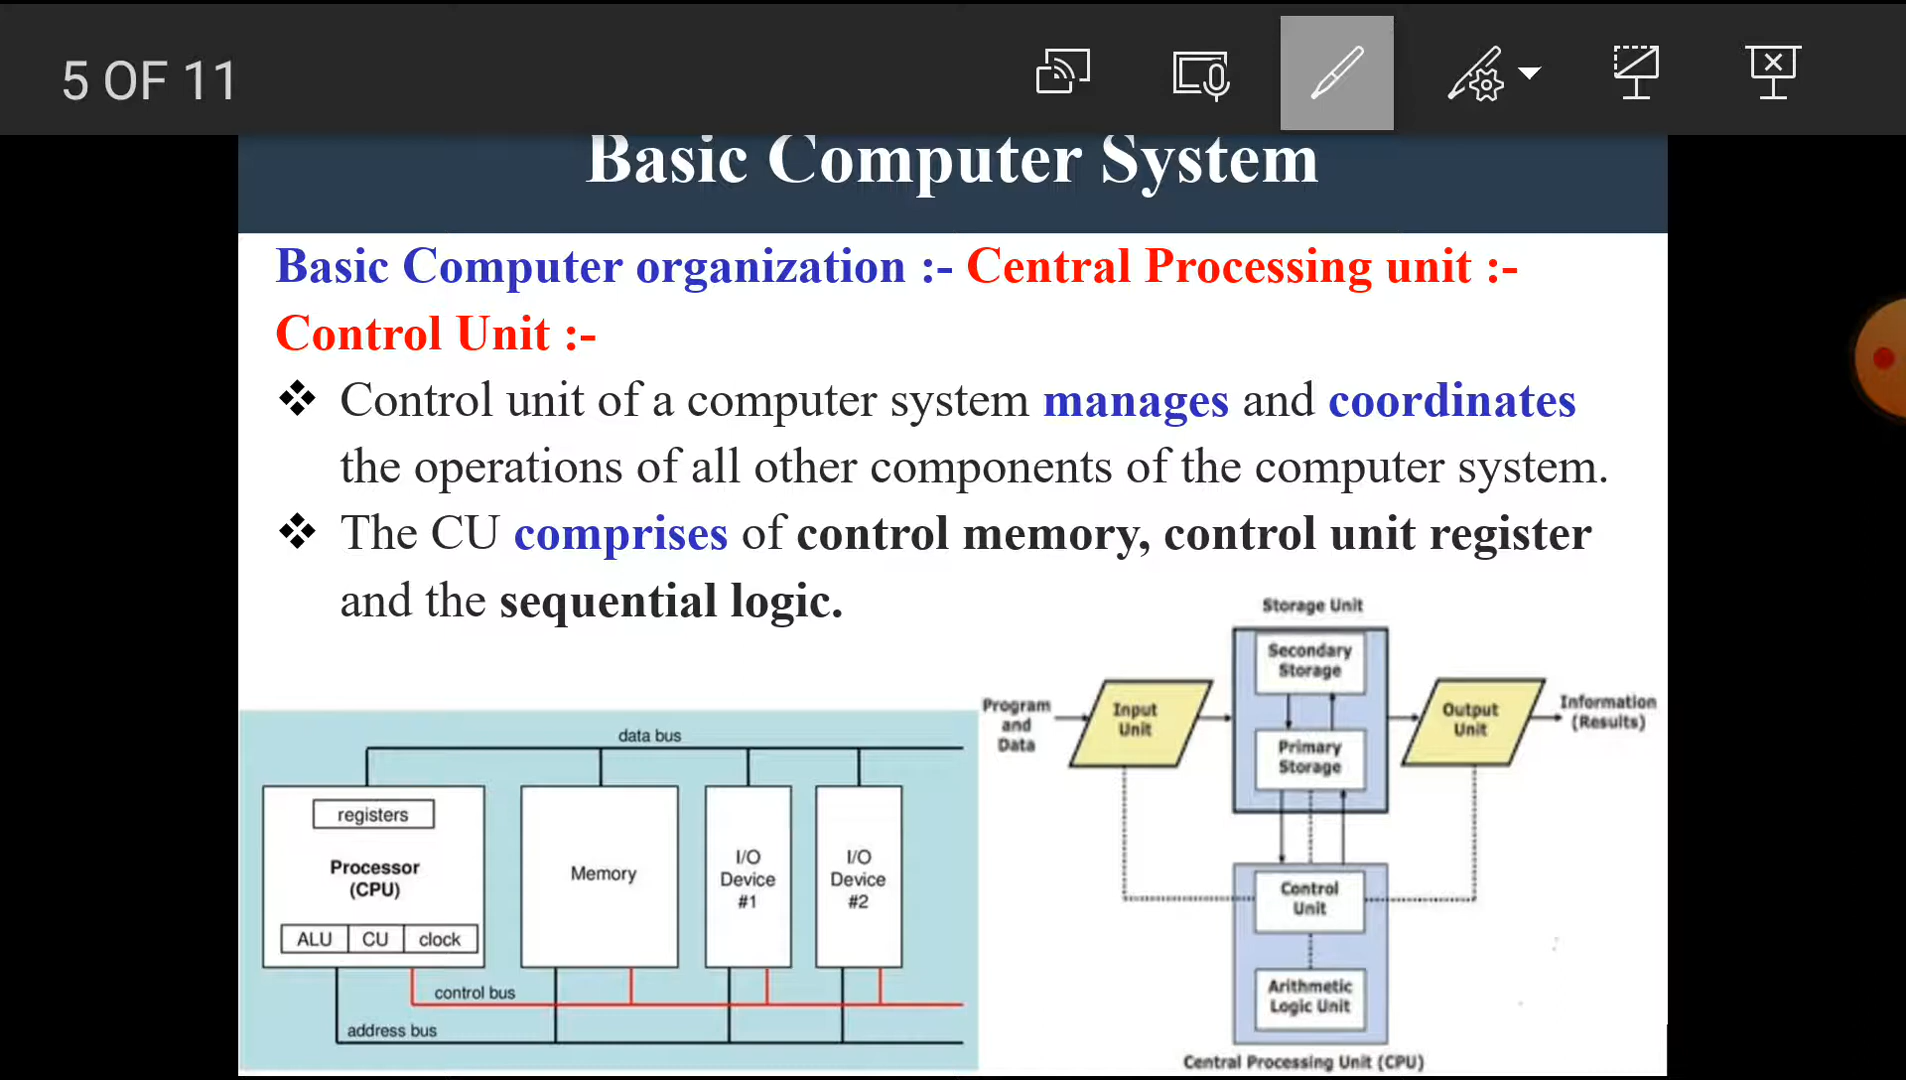 5 OF 11
Basic Computer System
Basic Computer organization :- Central Processing unit :-
Control Unit :-
❖ Control unit of a computer system manages and coordinates
the operations of all other components of the computer system.
❖ The CU comprises of control memory, control unit register
and the sequential logic.
data bus
registers
Processor
(CPU)
ALU CU clock
Memory
I/O
Device
#1
I/O
Device
#2
control bus
address bus
Storage Unit
Secondary
Storage
Program
and
Data
Input
Unit
Primary
Storage
Output
Unit
Information
(Results)
Control
Unit
Arithmetic
Logic Unit
Central Processing Unit (CPU)